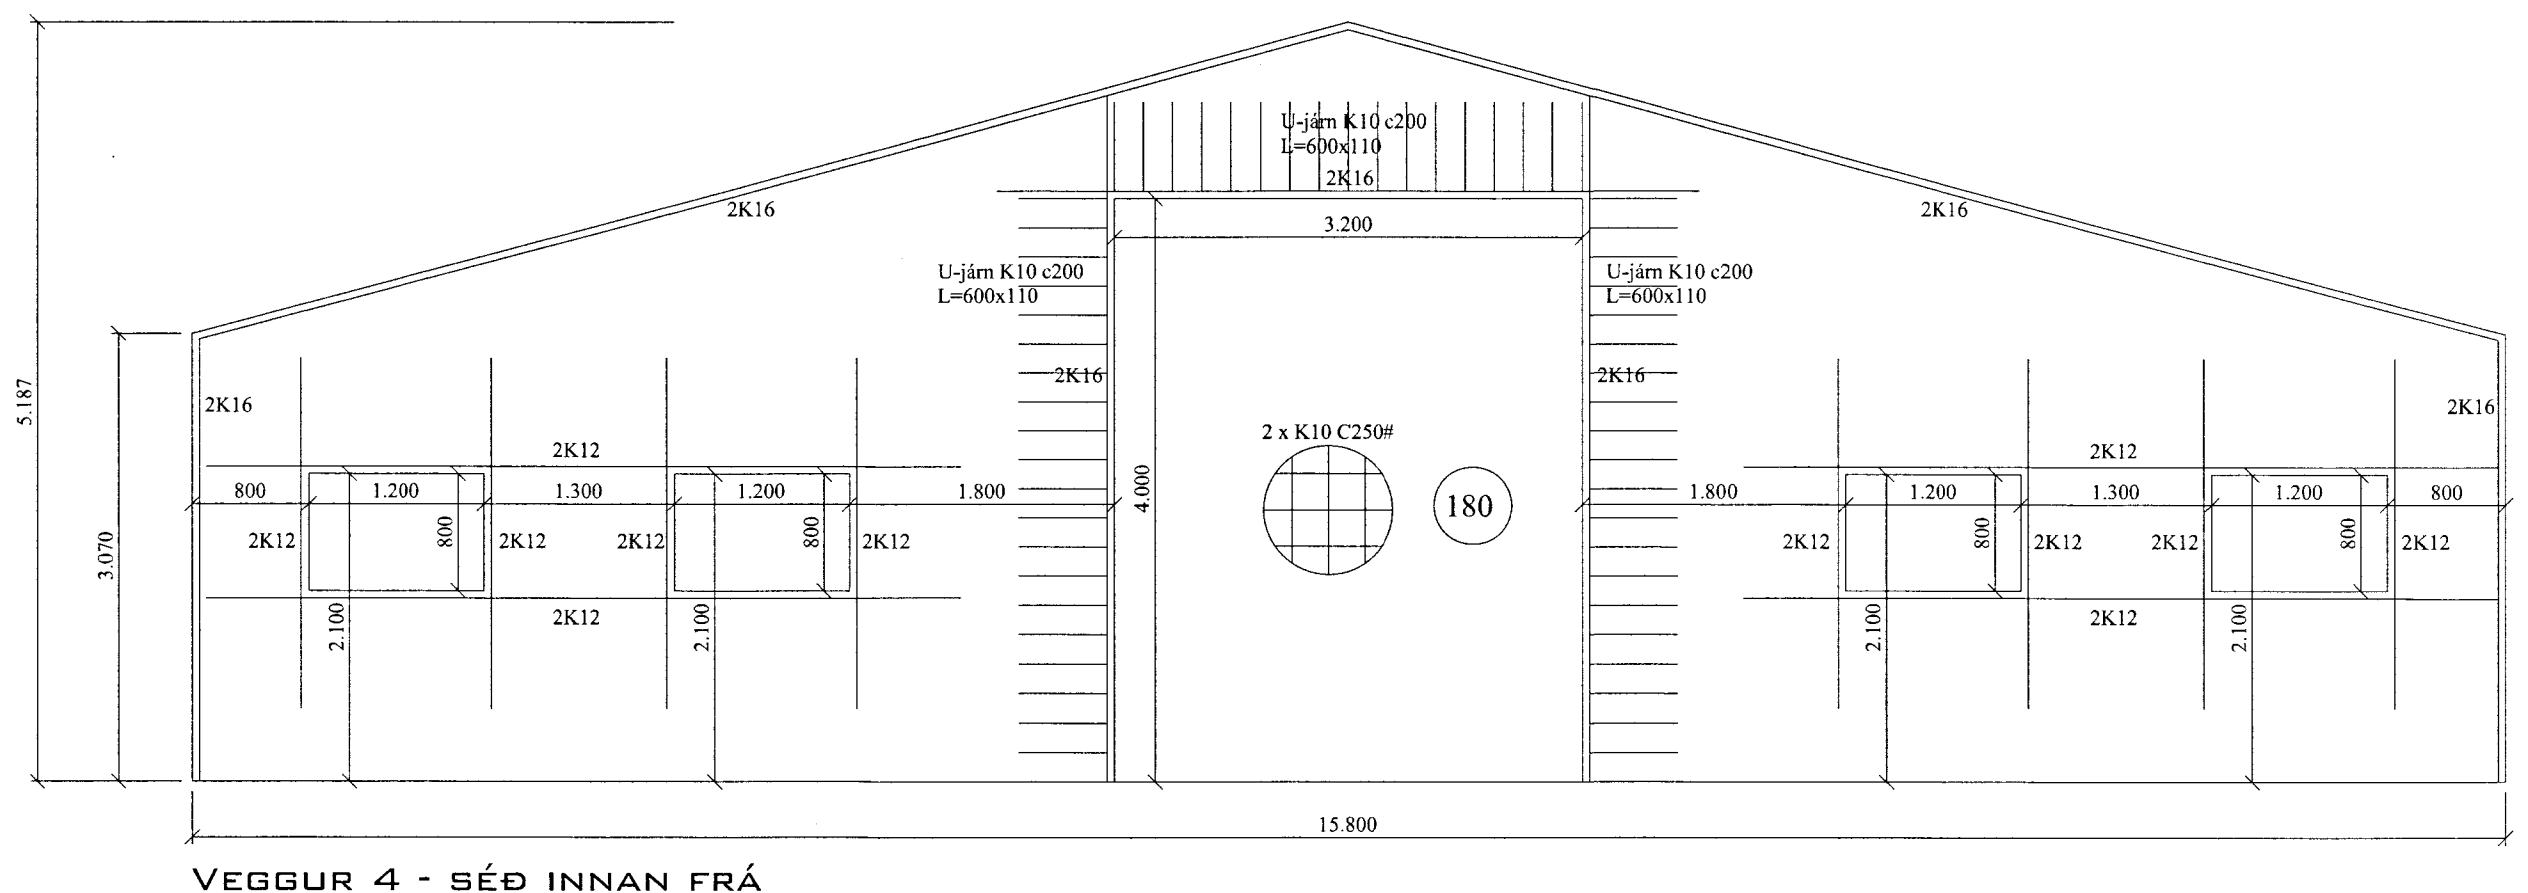 U-járn K10 c200
L=600x110
2K16
2K16
2K16
3.200
U-járn K10 c200
L=600x110
U-járn K10 c200
L=600x110
5.187
2K16
2K16
2K16
2K16
3.070
2K12
2 x K10 C250#
2K12
800
1.200
1.300
1.200
1.800
4.000
180
1.800
1.200
1.300
1.200
800
2K12
800
2K12
2K12
800
2K12
2K12
800
2K12
2K12
800
2K12
2.100
2K12
2.100
2.100
2K12
2.100
15.800
VEGGUR 4 - SÉÐ INNAN FRÁ